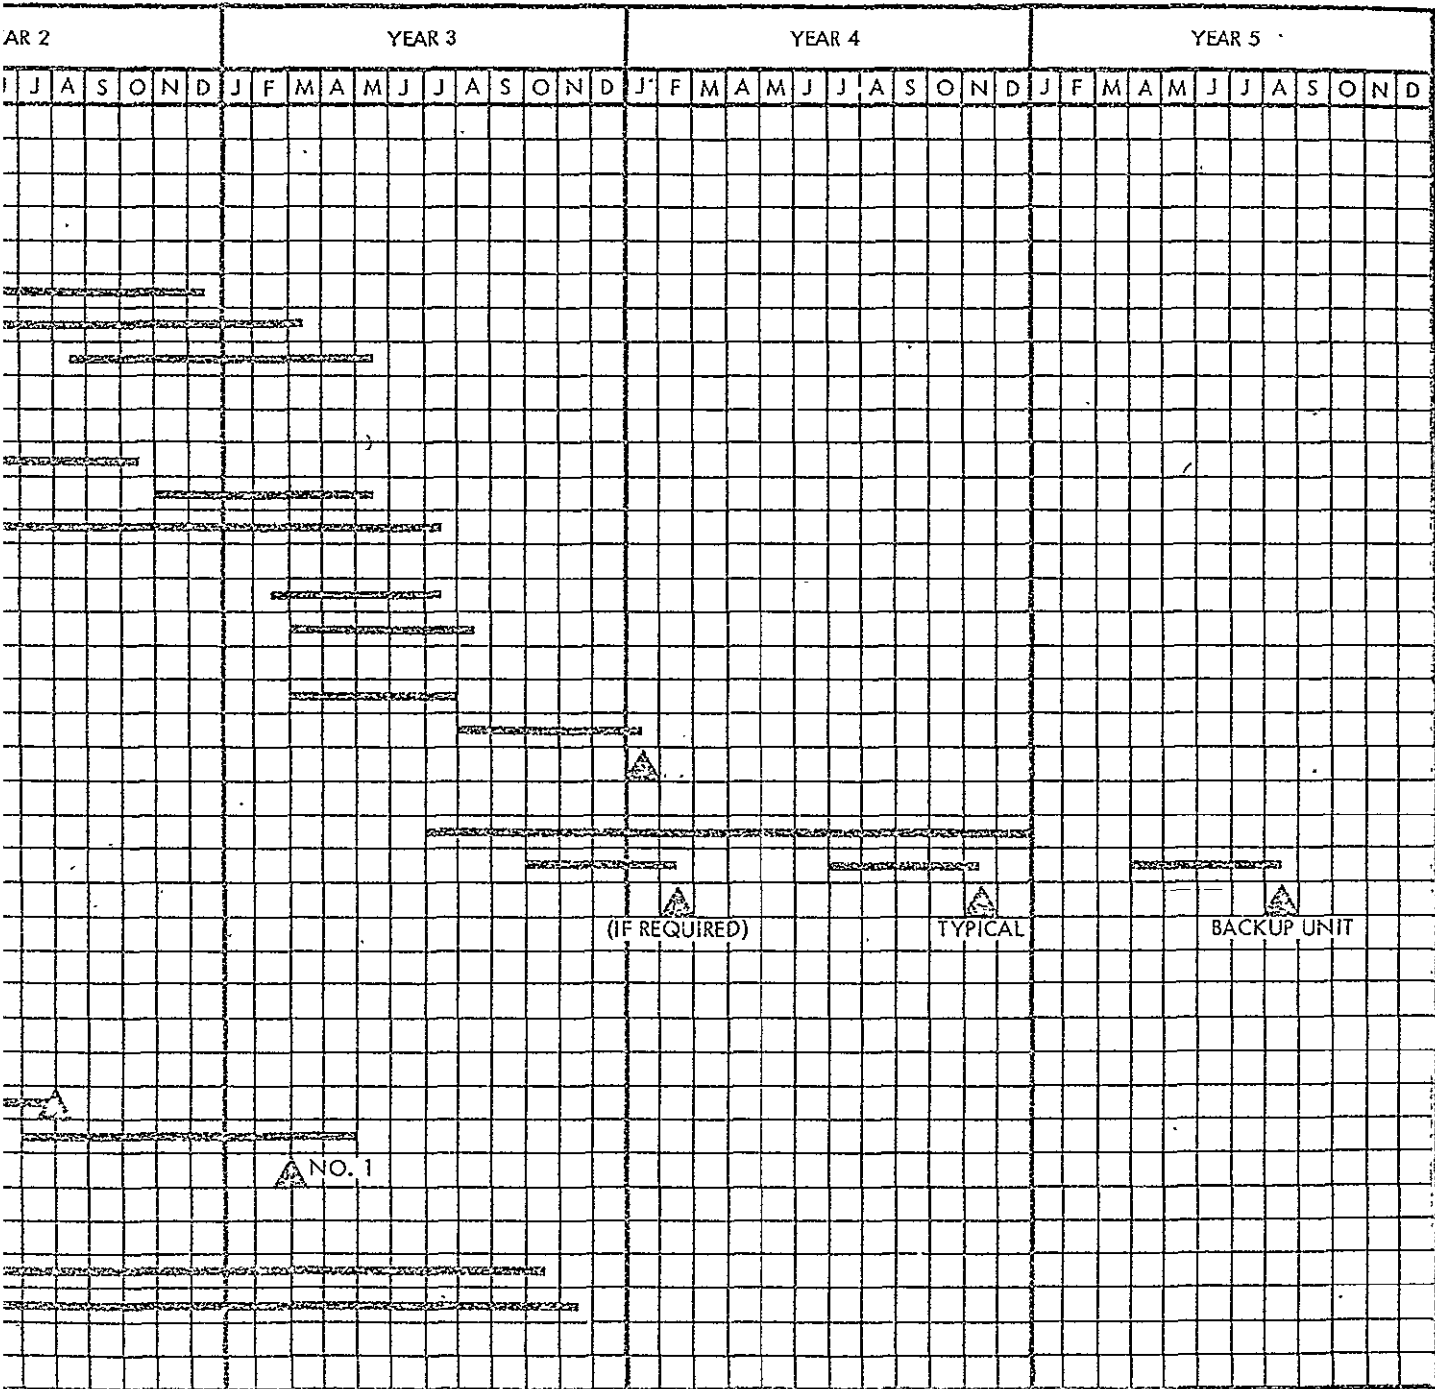 AR 2 YEAR 3 YEAR 4 YEAR 5
J A S O N D J F M A M J J A S O N D J F M A M J J A S O N D J F M A M J J A S O N D
(IF REQUIRED) TYPICAL BACKUP UNIT
NO. 1